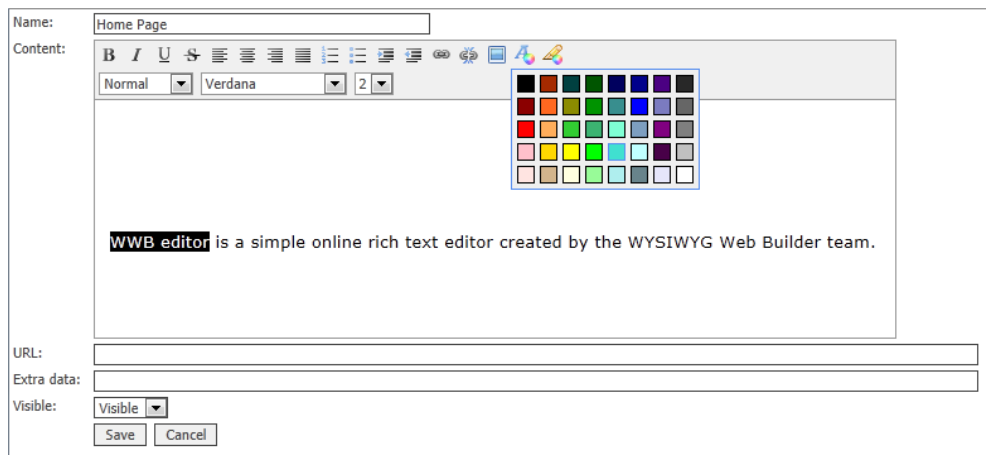 Name: Home Page
Content:
B I U S
Normal Verdana 2
WWB editor is a simple online rich text editor created by the WYSIWYG Web Builder team.
URL:
Extra data:
Visible: Visible
Save Cancel